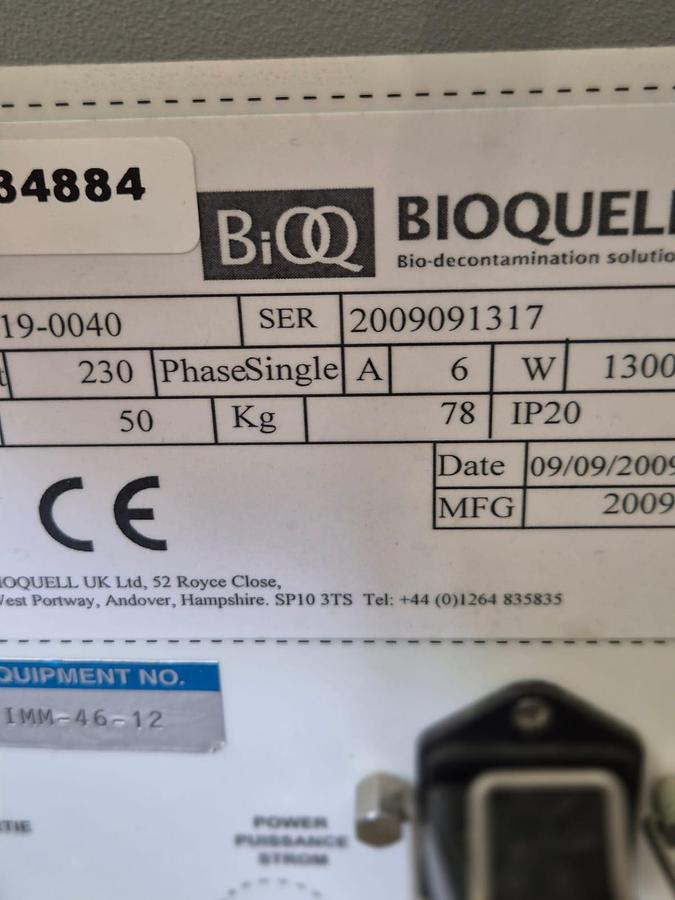 34884
BiOQ BIOQUELL
Bio-decontamination solutio
19-0040 SER 2009091317
t 230 PhaseSingle A 6 W 1300
50 Kg 78 IP20
Date 09/09/2009
MFG 2009
CE
IOQUELL UK Ltd, 52 Royce Close,
West Portway, Andover, Hampshire. SP10 3TS Tel: +44 (0)1264 835835
QUIPMENT NO.
IMM-46-12
TIE
POWER
PUISSANCE
STROM